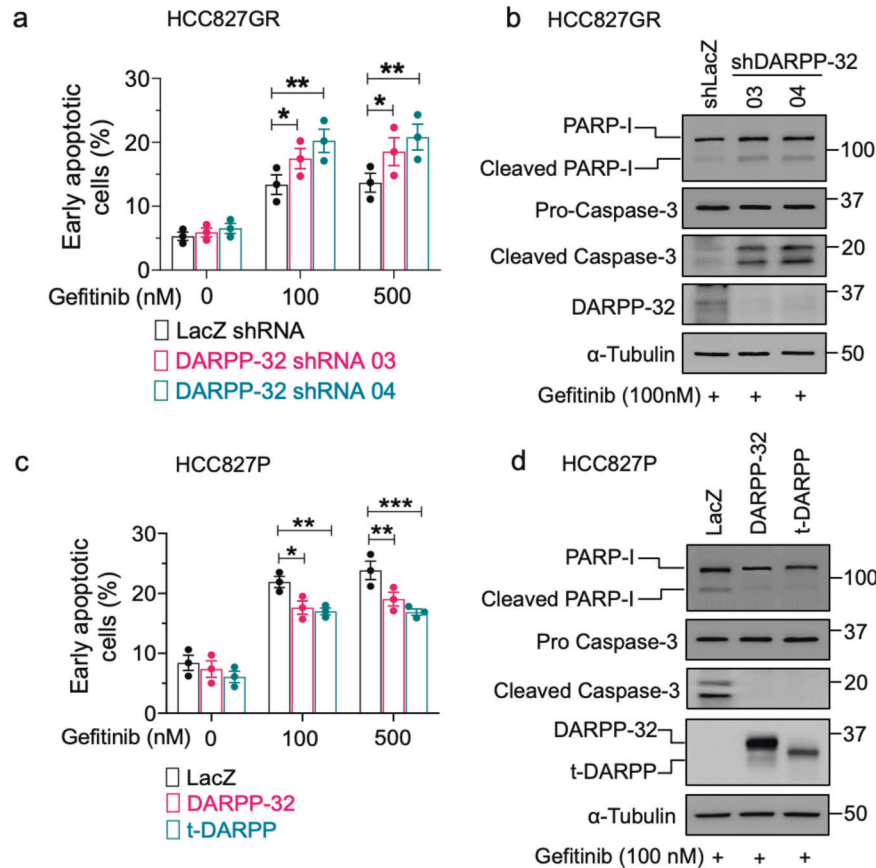 a
HCC827GR
Early apoptotic
cells (%)
30
20
10
0
*
**
*
**
Gefitinib (nM) 0 100 500
LacZ shRNA
DARPP-32 shRNA 03
DARPP-32 shRNA 04
b
shLacZ
shDARPP-32
03
04
PARP-I
Cleaved PARP-I
100
Pro-Caspase-3
37
Cleaved Caspase-3
20
DARPP-32
37
α-Tubulin
50
Gefitinib (100nM) + + +
c
HCC827P
Early apoptotic
cells (%)
30
20
10
0
**
*
***
**
Gefitinib (nM) 0 100 500
LacZ
DARPP-32
t-DARPP
d
HCC827P
LacZ
DARPP-32
t-DARPP
PARP-I
Cleaved PARP-I
100
Pro Caspase-3
37
Cleaved Caspase-3
20
DARPP-32
t-DARPP
37
α-Tubulin
50
Gefitinib (100 nM) + + +